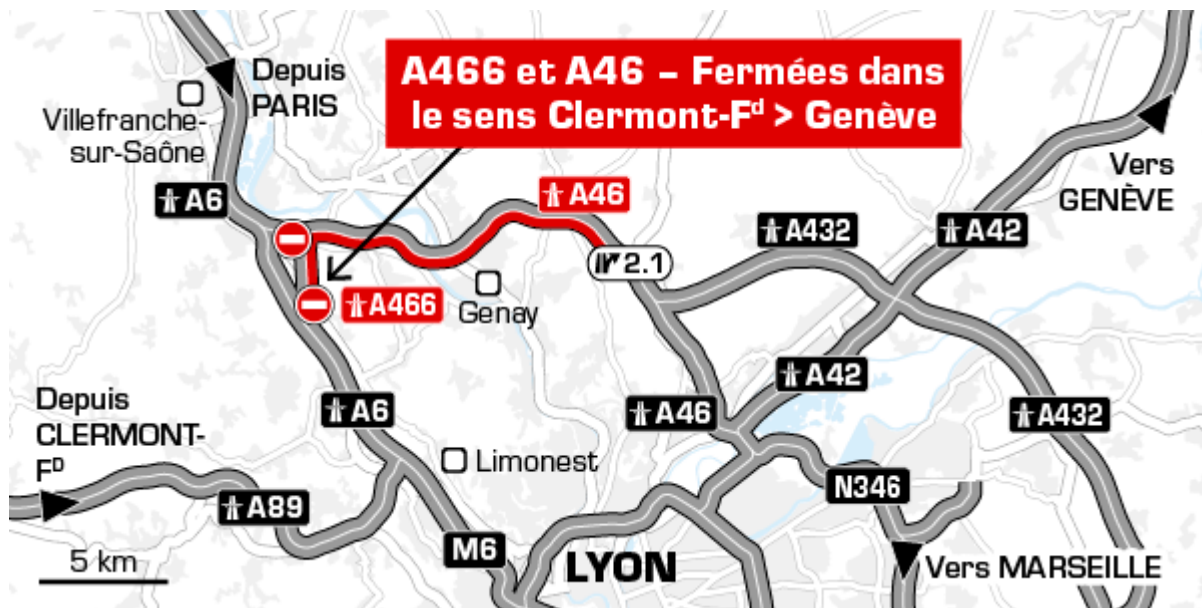 A466 et A46 – Fermées dans
le sens Clermont-Fᵈ > Genève
Depuis
PARIS
Villefranche-
sur-Saône
A6
A46
Vers
GENÈVE
A432
A42
2.1
A466
Genay
A42
Depuis
CLERMONT-
Fᴰ
A6
A46
A432
Limonest
A89
N346
M6
5 km
LYON
Vers MARSEILLE